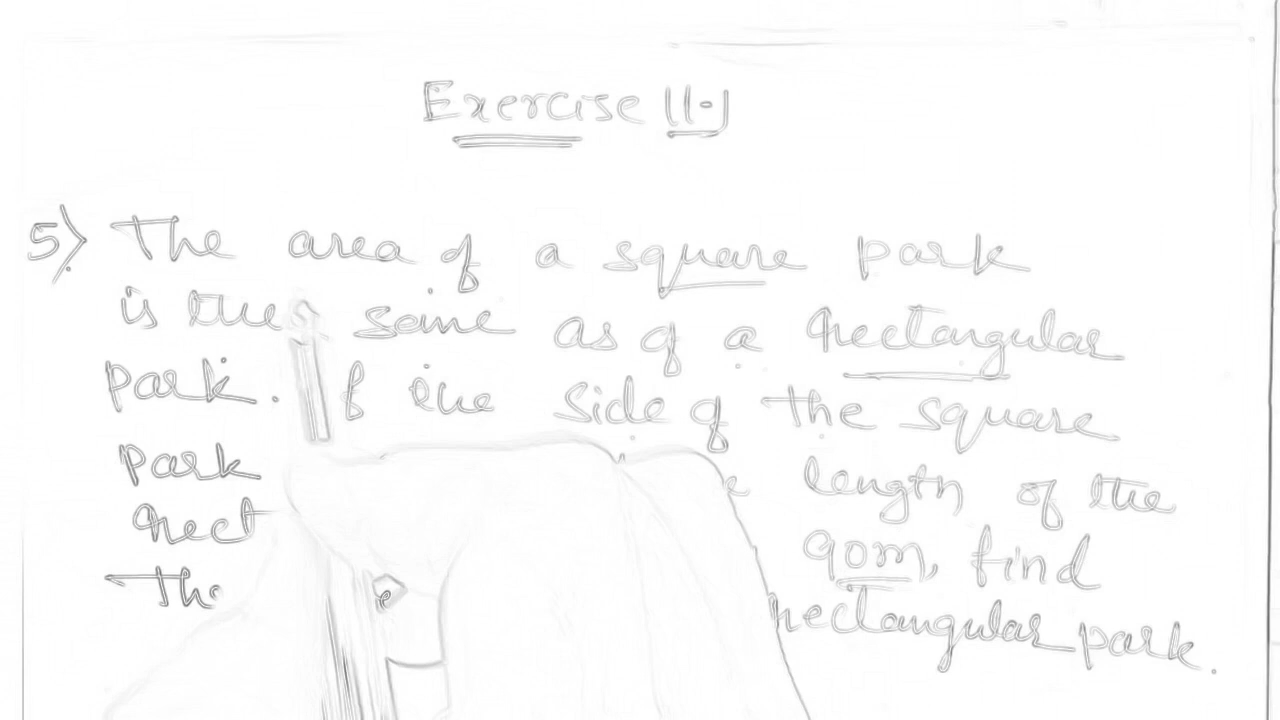 Exercise 11.1
5) The area of a square park
is the same as of a rectangular
park. If the side of the square
park length of the
rect 90m, find
The rectangular park.